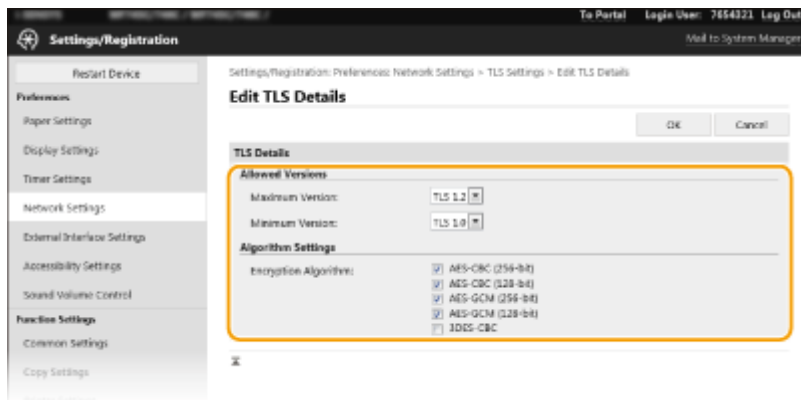 To Portal Login User: 7654321 Log Out
Settings/Registration
Mail to System Manager
Restart Device
Preferences
Paper Settings
Display Settings
Timer Settings
Network Settings
External Interface Settings
Accessibility Settings
Sound Volume Control
Function Settings
Common Settings
Copy Settings
Settings/Registration: Preferences: Network Settings > TLS Settings > Edit TLS Details
Edit TLS Details
OK Cancel
TLS Details
Allowed Versions
Maximum Version: TLS 1.2
Minimum Version: TLS 1.0
Algorithm Settings
Encryption Algorithm: AES-CBC (256-bit)
AES-CBC (128-bit)
AES-GCM (256-bit)
AES-GCM (128-bit)
3DES-CBC